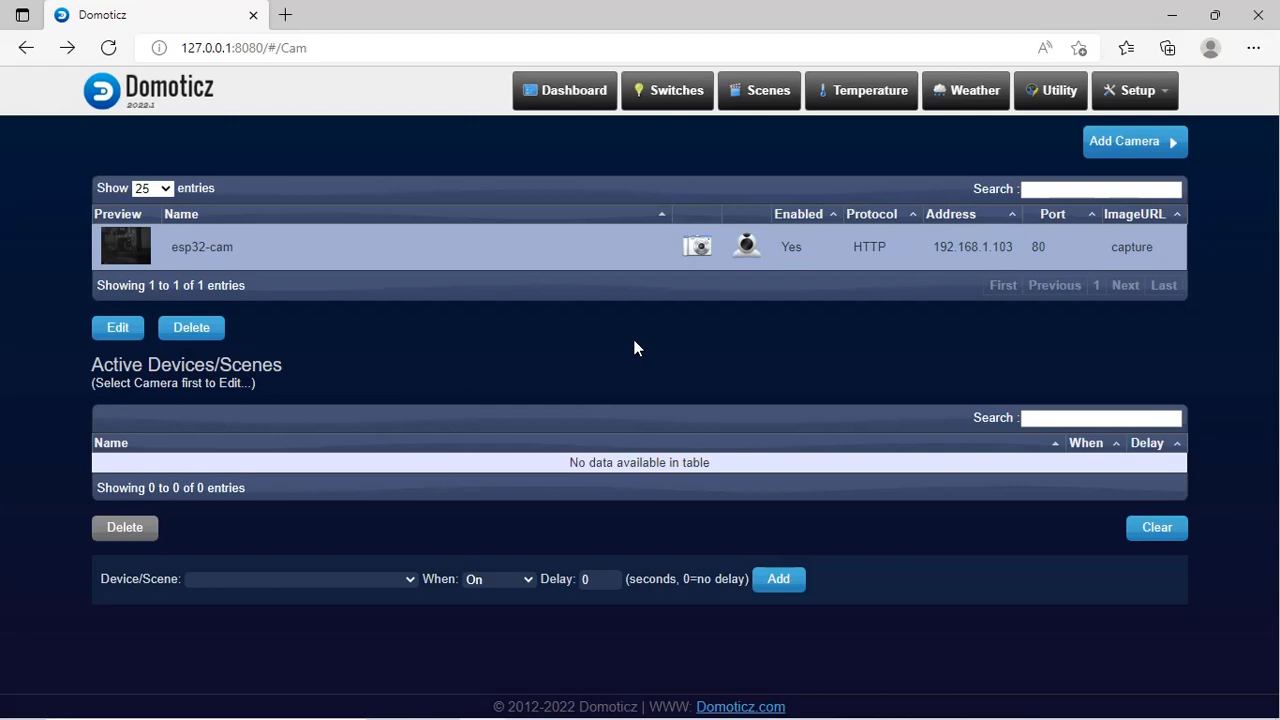 Domoticz
127.0.0.1:8080/#/Cam
Domoticz
2022.1
Dashboard Switches Scenes Temperature Weather Utility Setup
Add Camera
Show 25 entries Search :
Preview Name Enabled Protocol Address Port ImageURL
esp32-cam Yes HTTP 192.168.1.103 80 capture
Showing 1 to 1 of 1 entries First Previous 1 Next Last
Edit Delete
Active Devices/Scenes
(Select Camera first to Edit...)
Search :
Name When Delay
No data available in table
Showing 0 to 0 of 0 entries
Delete Clear
Device/Scene: When: On Delay: 0 (seconds, 0=no delay) Add
© 2012-2022 Domoticz | WWW: Domoticz.com